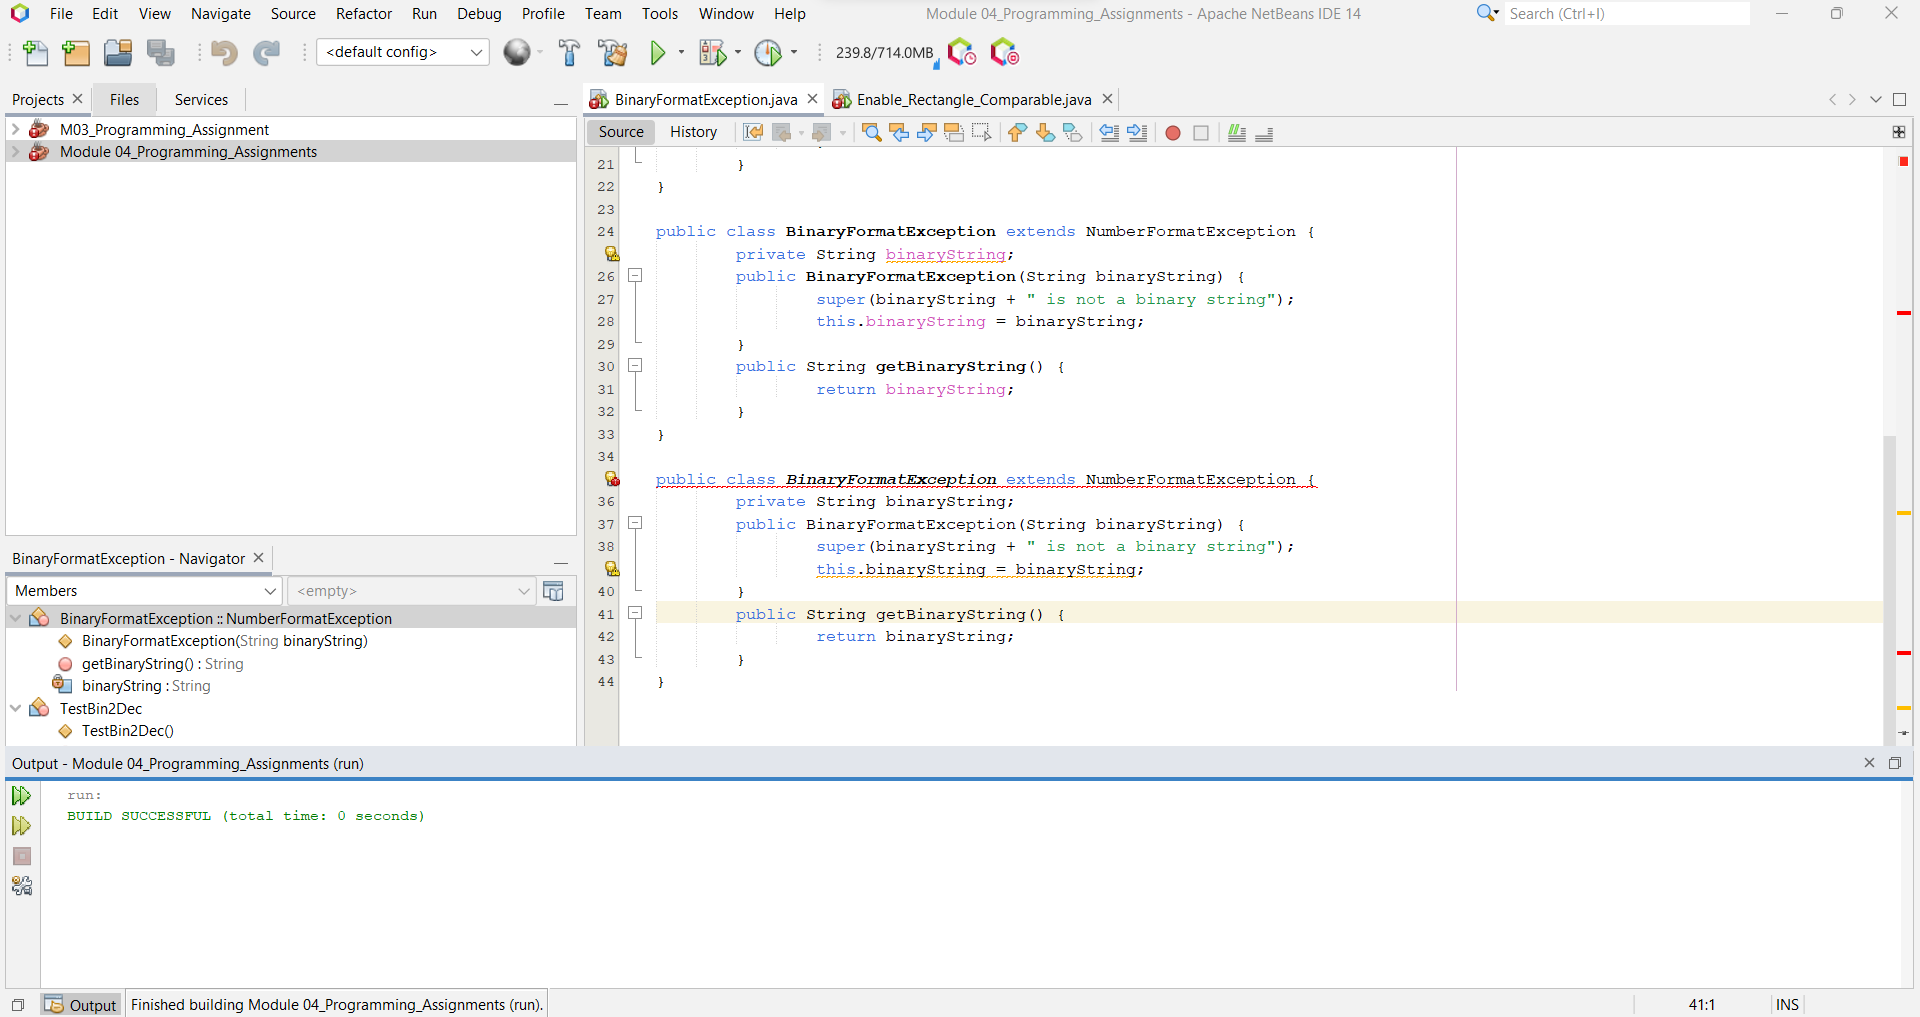 File Edit View Navigate Source Refactor Run Debug Profile Team Tools Window Help
Module 04_Programming_Assignments - Apache NetBeans IDE 14
Search (Ctrl+I)
<default config>
239.8/714.0MB
Projects Files Services
BinaryFormatException.java Enable_Rectangle_Comparable.java
M03_Programming_Assignment
Module 04_Programming_Assignments
Source History
21 }
22 }
23
24 public class BinaryFormatException extends NumberFormatException {
private String binaryString;
26 public BinaryFormatException(String binaryString) {
27 super(binaryString + " is not a binary string");
28 this.binaryString = binaryString;
29 }
30 public String getBinaryString() {
31 return binaryString;
32 }
33 }
34
public class BinaryFormatException extends NumberFormatException {
36 private String binaryString;
37 public BinaryFormatException(String binaryString) {
38 super(binaryString + " is not a binary string");
this.binaryString = binaryString;
40 }
41 public String getBinaryString() {
42 return binaryString;
43 }
44 }
BinaryFormatException - Navigator
Members
<empty>
BinaryFormatException :: NumberFormatException
BinaryFormatException(String binaryString)
getBinaryString() : String
binaryString : String
TestBin2Dec
TestBin2Dec()
Output - Module 04_Programming_Assignments (run)
run:
BUILD SUCCESSFUL (total time: 0 seconds)
Output
Finished building Module 04_Programming_Assignments (run).
41:1
INS